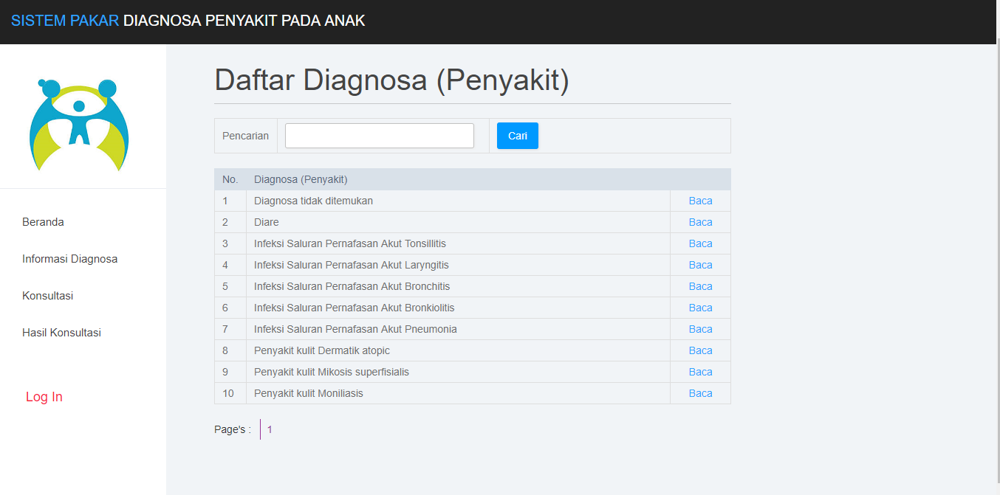 SISTEM PAKAR DIAGNOSA PENYAKIT PADA ANAK
Daftar Diagnosa (Penyakit)
Pencarian Cari
No. Diagnosa (Penyakit)
1 Diagnosa tidak ditemukan Baca
2 Diare Baca
3 Infeksi Saluran Pernafasan Akut Tonsillitis Baca
4 Infeksi Saluran Pernafasan Akut Laryngitis Baca
5 Infeksi Saluran Pernafasan Akut Bronchitis Baca
6 Infeksi Saluran Pernafasan Akut Bronkiolitis Baca
7 Infeksi Saluran Pernafasan Akut Pneumonia Baca
8 Penyakit kulit Dermatik atopic Baca
9 Penyakit kulit Mikosis superfisialis Baca
10 Penyakit kulit Moniliasis Baca
Page's : 1
Beranda
Informasi Diagnosa
Konsultasi
Hasil Konsultasi
Log In